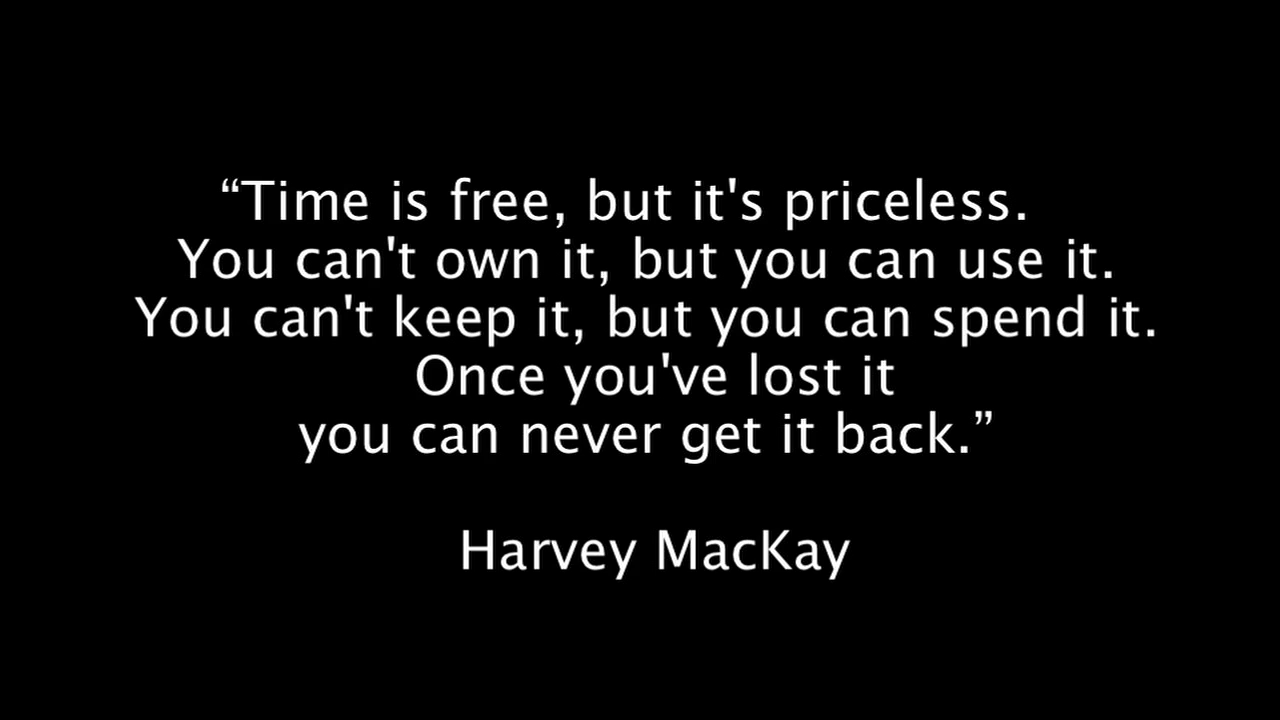 “Time is free, but it's priceless.
You can't own it, but you can use it.
You can't keep it, but you can spend it.
Once you've lost it
you can never get it back.”
Harvey MacKay